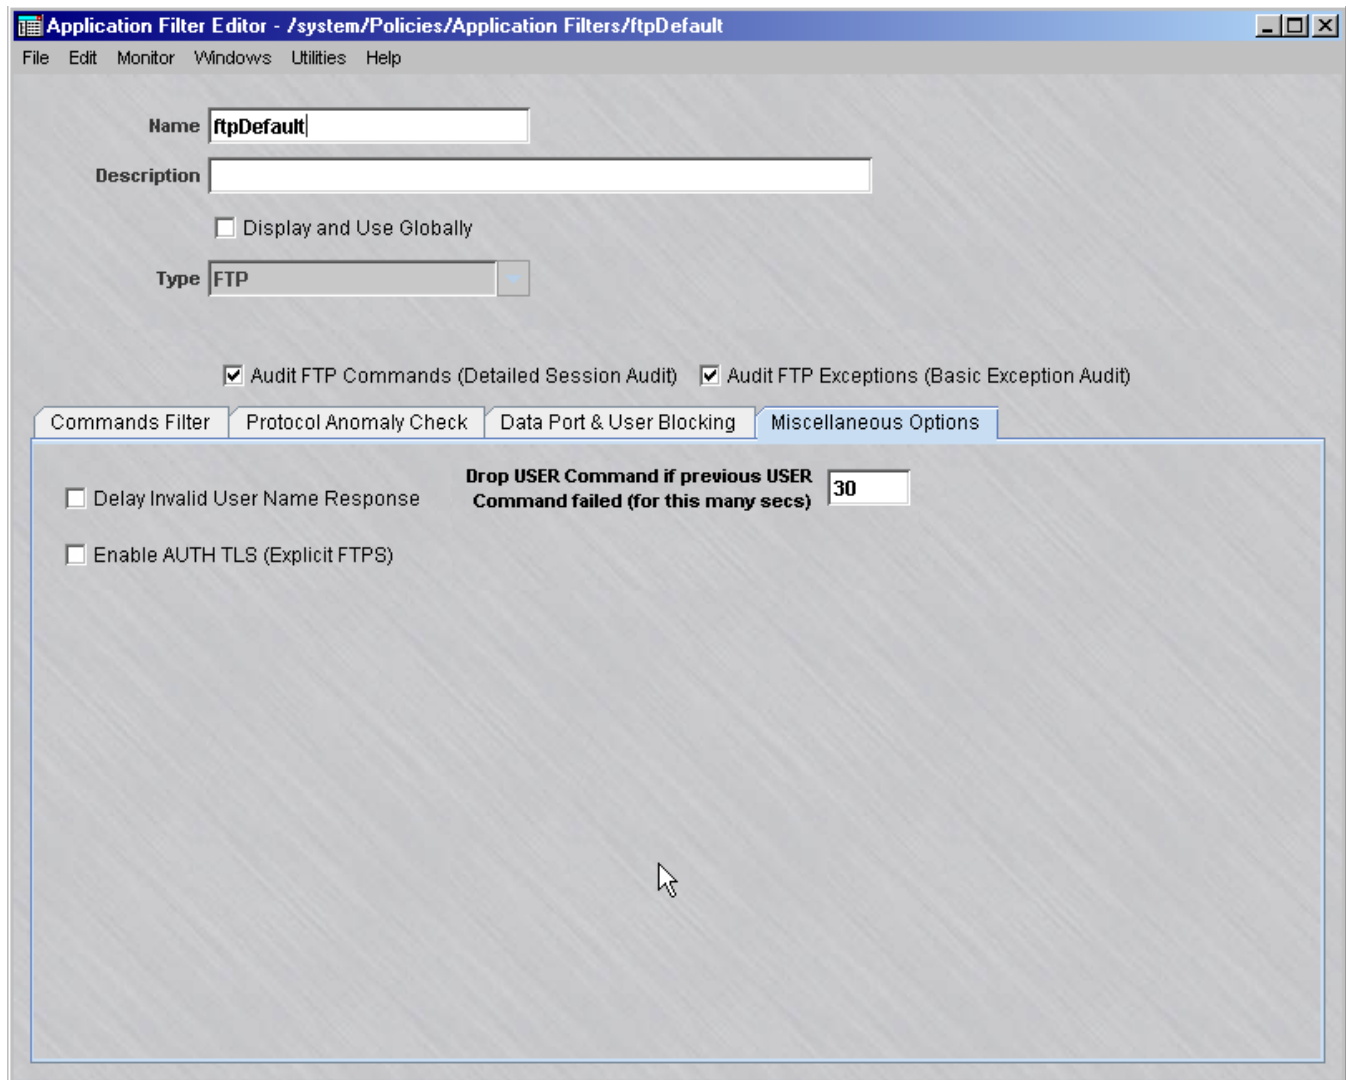 Application Filter Editor - /system/Policies/Application Filters/ftpDefault
File Edit Monitor Windows Utilities Help
Name ftpDefault
Description
Display and Use Globally
Type FTP
Audit FTP Commands (Detailed Session Audit) Audit FTP Exceptions (Basic Exception Audit)
Commands Filter Protocol Anomaly Check Data Port & User Blocking Miscellaneous Options
Delay Invalid User Name Response
Drop USER Command if previous USER
Command failed (for this many secs) 30
Enable AUTH TLS (Explicit FTPS)